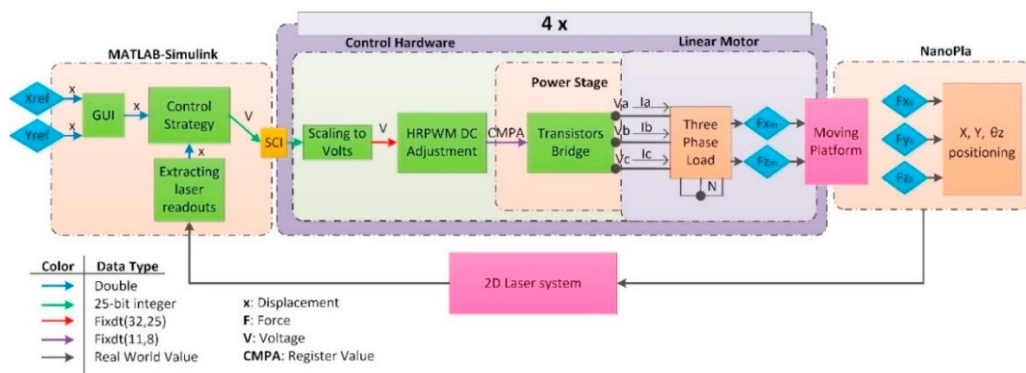 4 x
MATLAB-Simulink
Control Hardware
Linear Motor
NanoPla
Xref
Yref
x
x
GUI
x
Control
Strategy
V
x
Extracting
laser
readouts
SCI
Scaling to
Volts
V
HRPWM DC
Adjustment
CMPA
Power Stage
Transistors
Bridge
Va
Ia
Vb
Ib
Vc
Ic
Three
Phase
Load
N
Fxm
Fzm
Moving
Platform
Fxs
Fys
Fzs
X, Y, θz
positioning
2D Laser system
Color
Data Type
Double
25-bit integer
Fixdt(32,25)
Fixdt(11,8)
Real World Value
x: Displacement
F: Force
V: Voltage
CMPA: Register Value